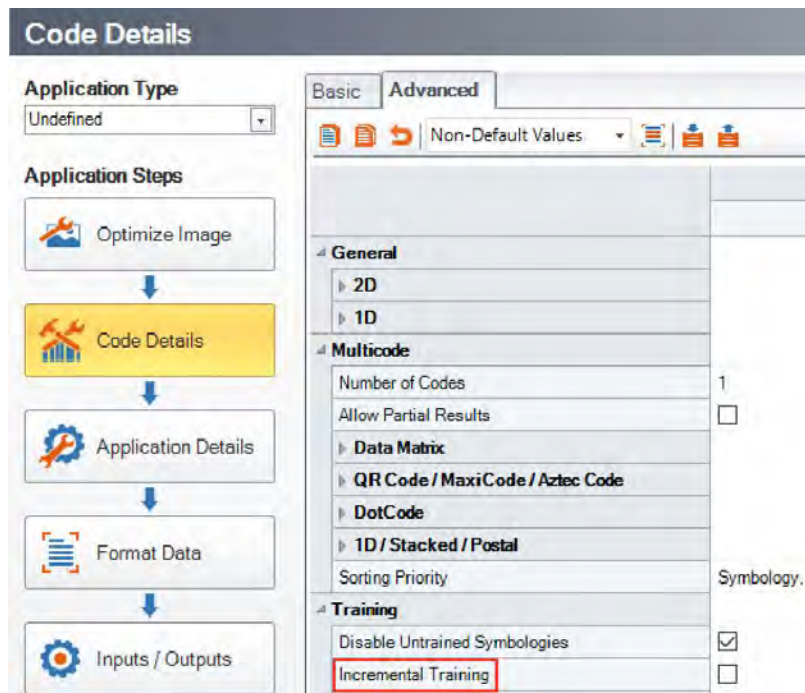 Code Details
Application Type
Undefined
Application Steps
Optimize Image
Code Details
Application Details
Format Data
Inputs / Outputs
Basic
Advanced
Non-Default Values
General
2D
1D
Multicode
Number of Codes 1
Allow Partial Results
Data Matrix
QR Code / MaxiCode / Aztec Code
DotCode
1D / Stacked / Postal
Sorting Priority Symbology,
Training
Disable Untrained Symbologies
Incremental Training